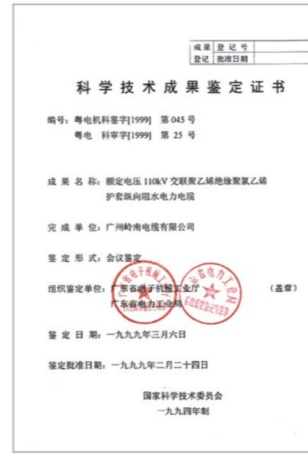 成果 登记号
登记 批准日期
科学技术成果鉴定证书
编号：粤电机科鉴字[1999] 第045号
粤电 科审字[1999] 第 25 号
成果名称：额定电压110kV交联聚乙烯绝缘聚氯乙烯
护套纵向阻水电力电缆
完成单位：广州岭南电缆有限公司
鉴定形式：会议鉴定
组织鉴定单位：广东省电子机械工业厅 （盖章）
广东省电力工业局
鉴定日期：一九九九年三月六日
鉴定批准日期：一九九九年二月二十四日
国家科学技术委员会
一九九四年制